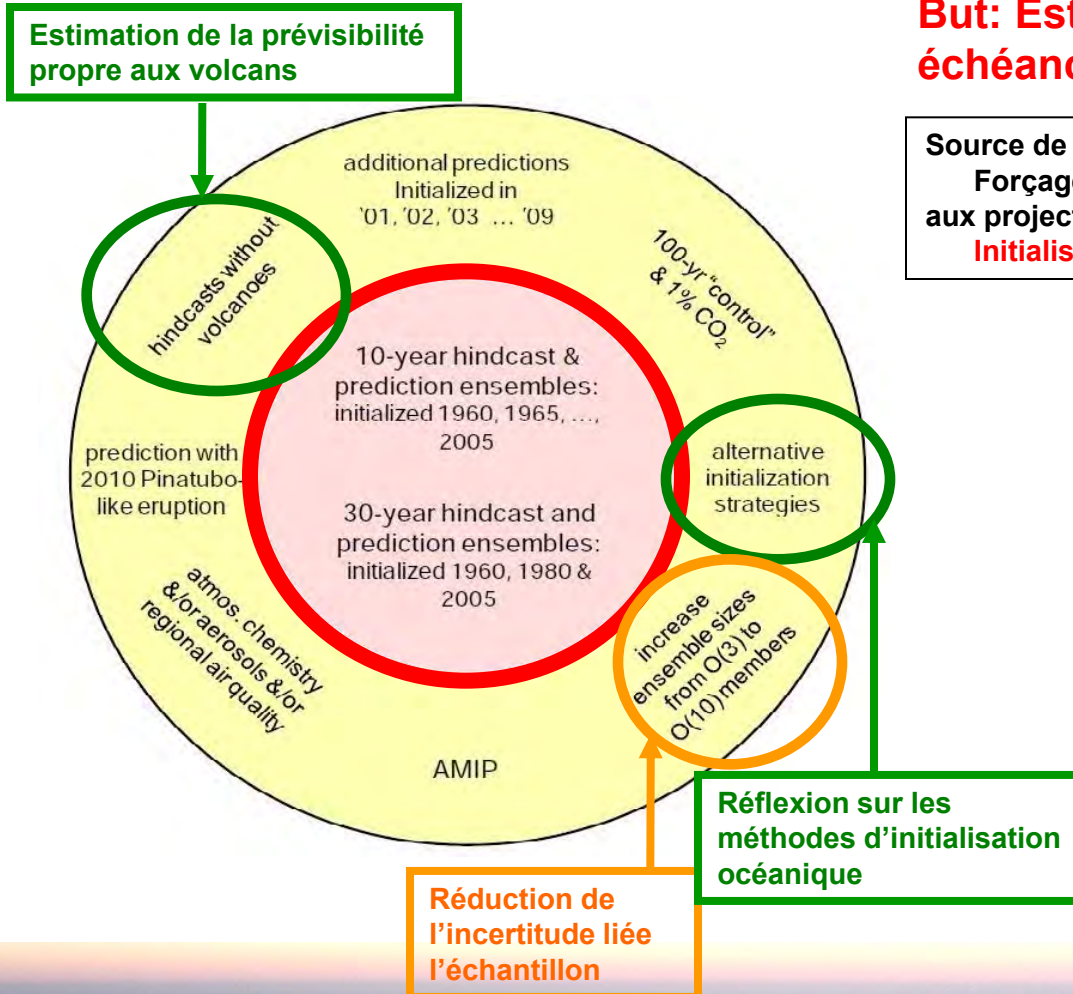 Estimation de la prévisibilité
propre aux volcans
But: Est
échéanc
Source de
Forçage
aux project
Initialis
additional predictions
Initialized in
'01, '02, '03 … '09
hindcasts without
volcanoes
100-yr "control"
& 1% CO₂
10-year hindcast &
prediction ensembles:
initialized 1960, 1965, …,
2005
30-year hindcast and
prediction ensembles:
initialized 1960, 1980 &
2005
prediction with
2010 Pinatubo-
like eruption
alternative
initialization
strategies
atmos. chemistry
&/or aerosols &/or
regional air quality
increase
ensemble sizes
from O(3) to
O(10) members
AMIP
Réflexion sur les
méthodes d'initialisation
océanique
Réduction de
l'incertitude liée
l'échantillon